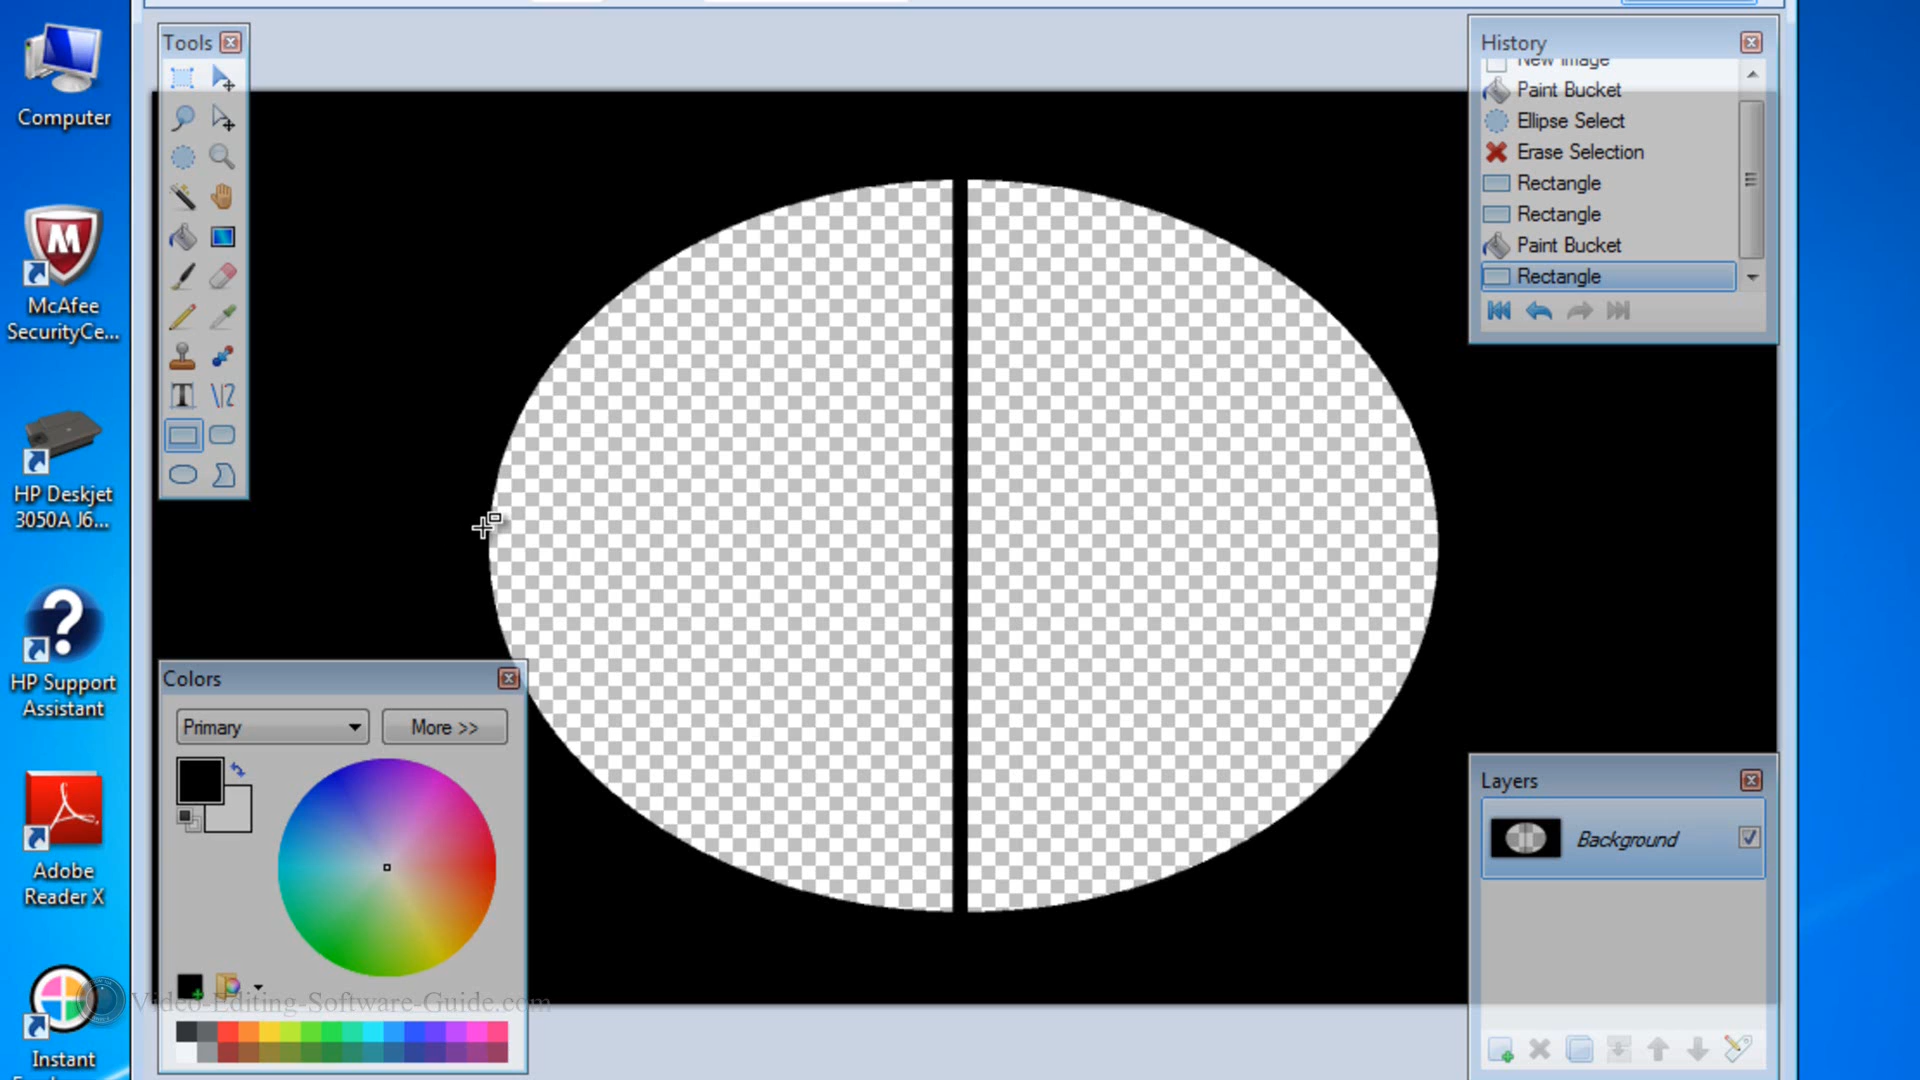 Computer
McAfee
SecurityCe...
HP Deskjet
3050A J6...
HP Support
Assistant
Adobe
Reader X
Instant
Tools
History
New Image
Paint Bucket
Ellipse Select
Erase Selection
Rectangle
Rectangle
Paint Bucket
Rectangle
Colors
Primary
More >>
Layers
Background
Video-Editing-Software-Guide.com